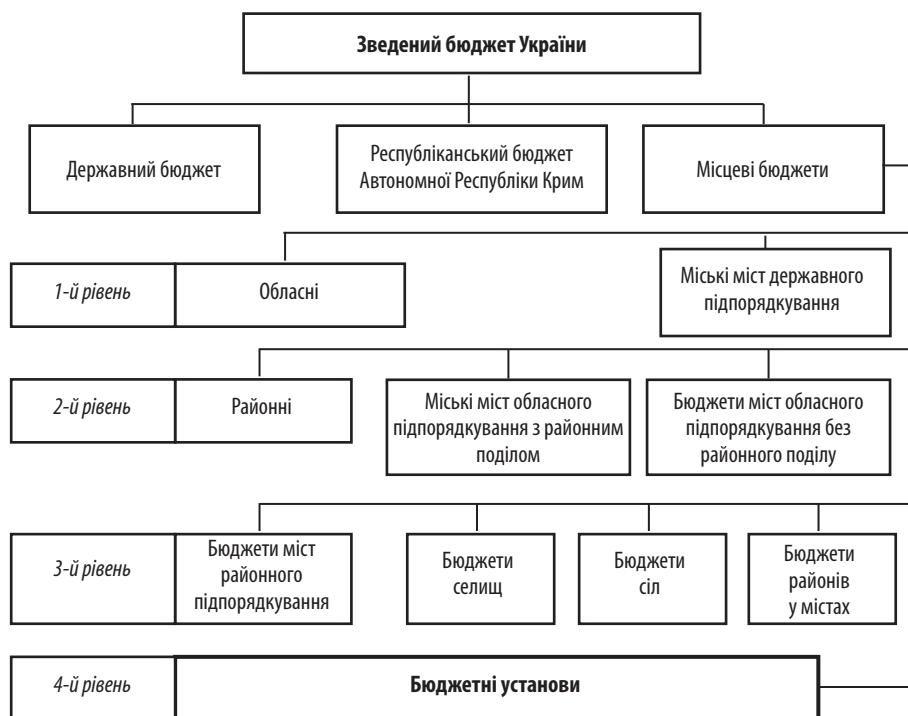 Зведений бюджет України
Державний бюджет
Республіканський бюджет
Автономної Республіки Крим
Місцеві бюджети
1-й рівень
Обласні
Міські міст державного
підпорядкування
2-й рівень
Районні
Міські міст обласного
підпорядкування з районним
поділом
Бюджети міст обласного
підпорядкування без
районного поділу
3-й рівень
Бюджети міст
районного
підпорядкування
Бюджети
селищ
Бюджети
сіл
Бюджети
районів
у містах
4-й рівень
Бюджетні установи